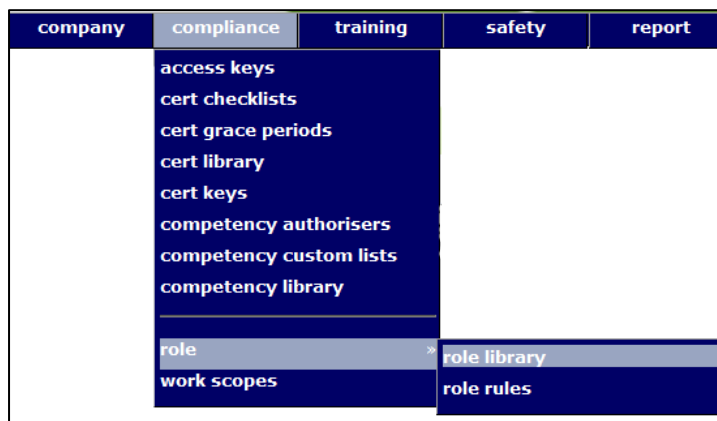 company compliance training safety report
access keys
cert checklists
cert grace periods
cert library
cert keys
competency authorisers
competency custom lists
competency library
role »
role library
work scopes
role rules